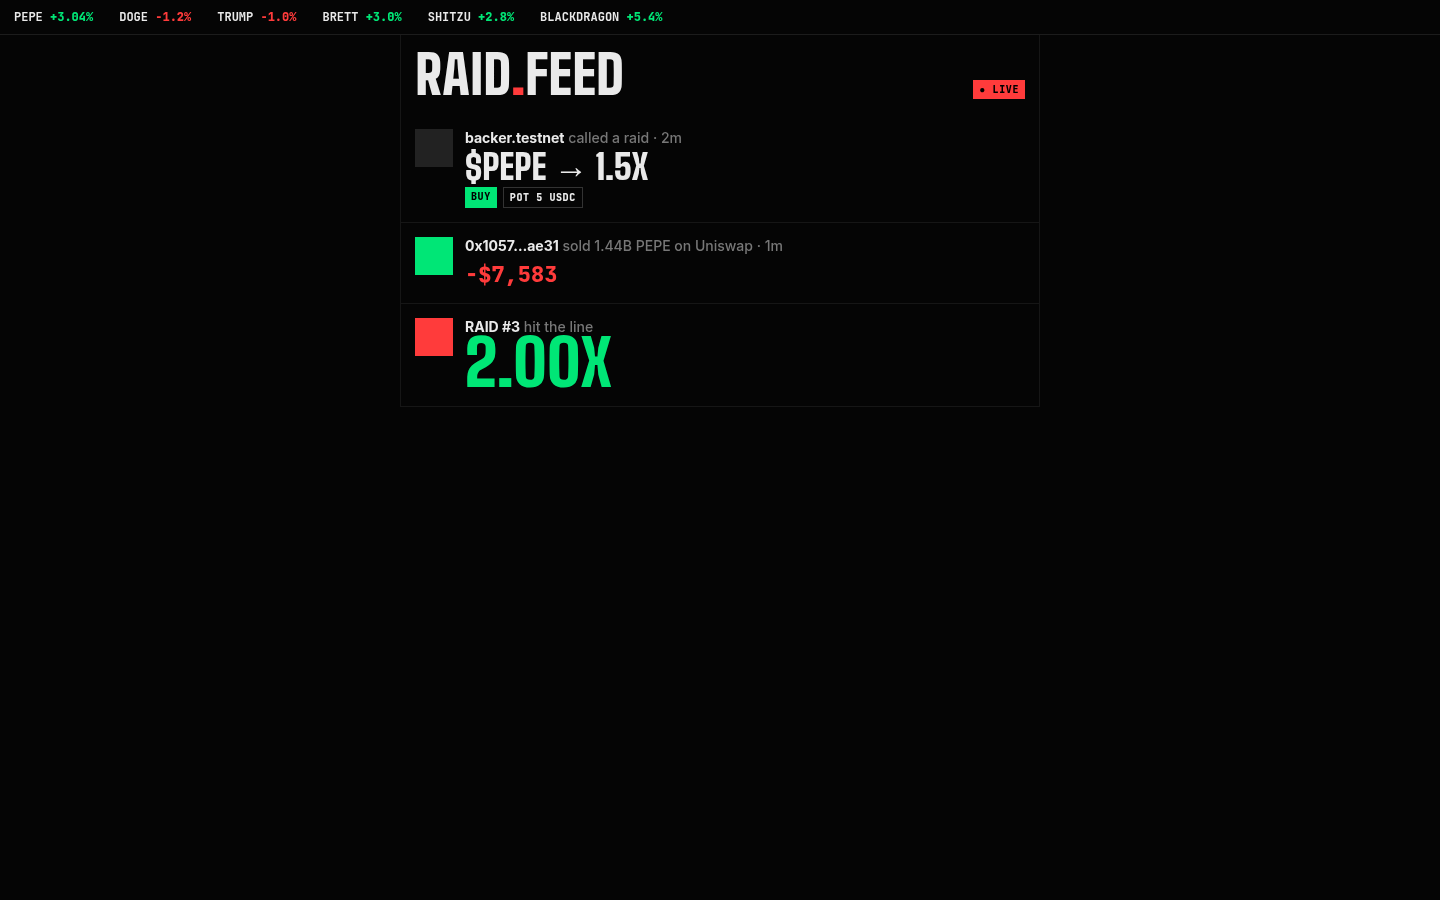 PEPE +3.04% DOGE -1.2% TRUMP -1.0% BRETT +3.0% SHITZU +2.8% BLACKDRAGON +5.4%
RAID.FEED
● LIVE
backer.testnet called a raid · 2m
$PEPE → 1.5X
BUY POT 5 USDC
0x1057…ae31 sold 1.44B PEPE on Uniswap · 1m
-$7,583
RAID #3 hit the line
2.00X